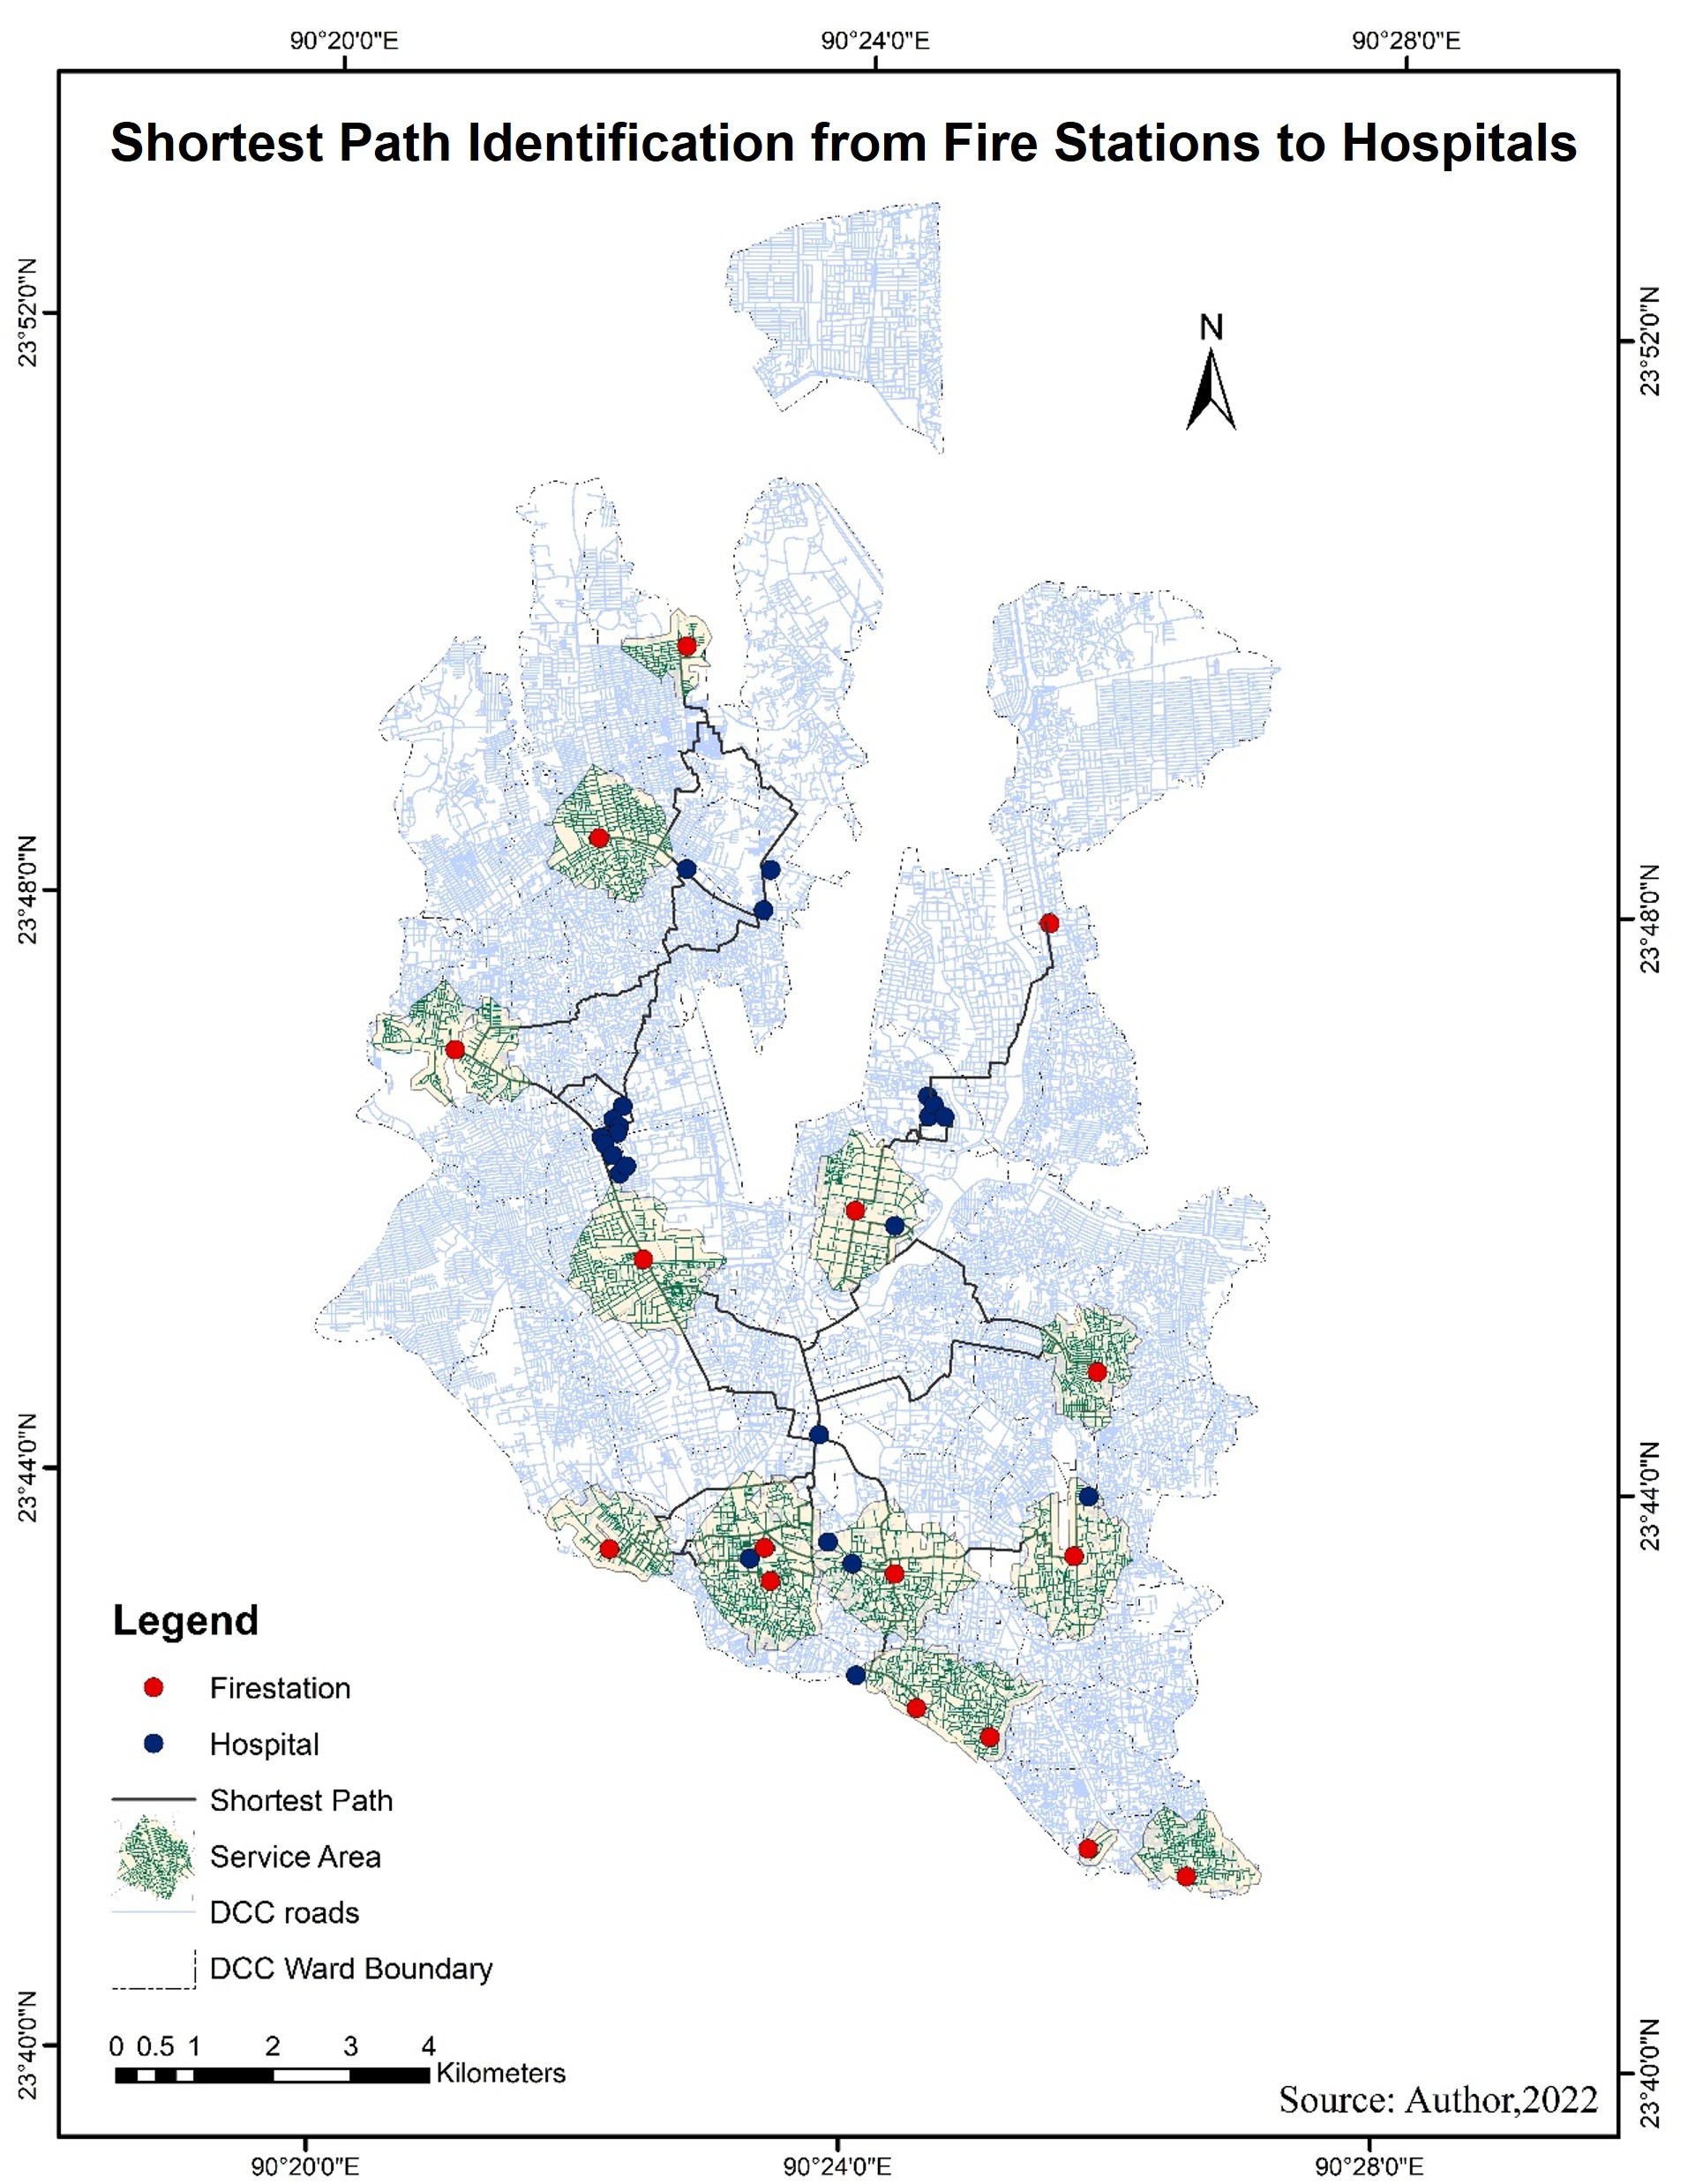 90°20'0"E 90°24'0"E 90°28'0"E
Shortest Path Identification from Fire Stations to Hospitals
23°52'0"N
23°52'0"N
N
23°48'0"N
23°48'0"N
23°44'0"N
23°44'0"N
Legend
Firestation
Hospital
Shortest Path
Service Area
DCC roads
DCC Ward Boundary
0 0.5 1 2 3 4
Kilometers
23°40'0"N
23°40'0"N
Source: Author,2022
90°20'0"E 90°24'0"E 90°28'0"E